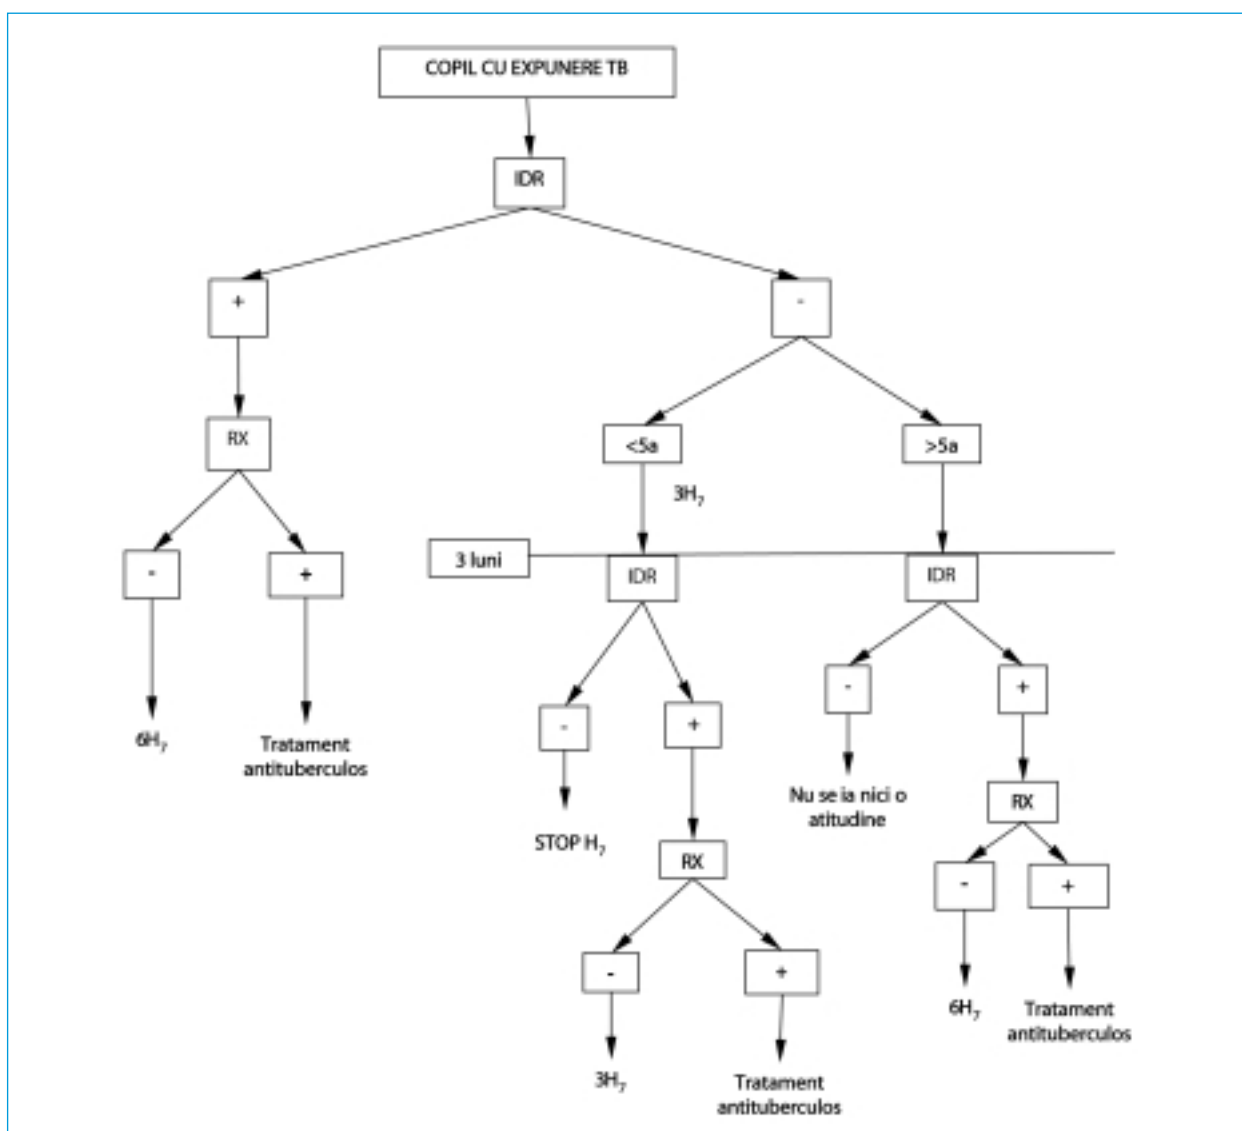 COPIL CU EXPUNERE TB
IDR
+
-
RX
<5a
>5a
3H7
-
+
3 luni
IDR
IDR
-
+
-
+
6H7
Tratament
antituberculos
Nu se ia nici o
atitudine
RX
STOP H7
RX
-
+
-
+
6H7
Tratament
antituberculos
3H7
Tratament
antituberculos